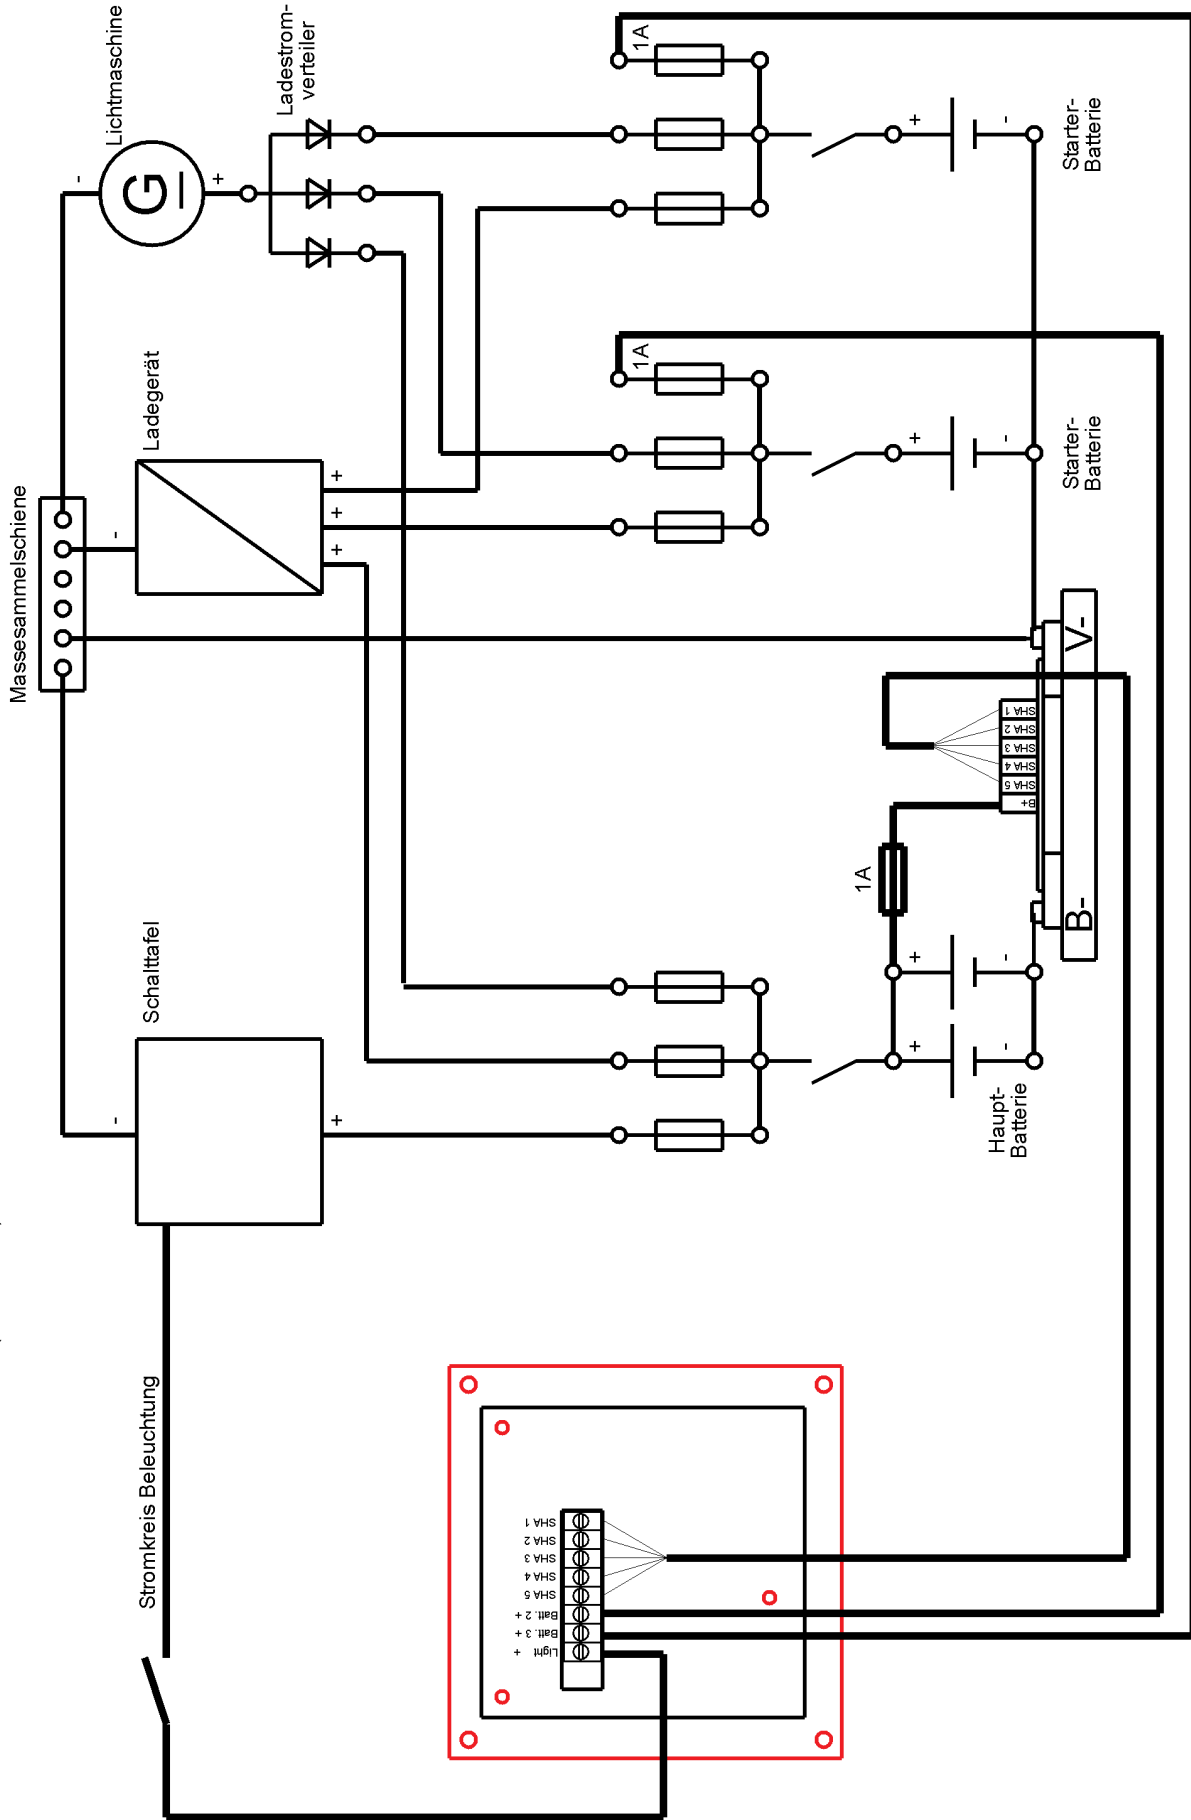 Massesammelschiene
Lichtmaschine
-
G
+
Ladestrom-
verteiler
Ladegerät
-
+
+
+
Schalttafel
-
+
Stromkreis Beleuchtung
1A
1A
1A
+
-
Starter-
Batterie
+
-
Starter-
Batterie
+
-
+
-
Haupt-
Batterie
SHA 1
SHA 2
SHA 3
SHA 4
SHA 5
B+
B-
V-
SHA 1
SHA 2
SHA 3
SHA 4
SHA 5
Batt. 2 +
Batt. 3 +
Light +